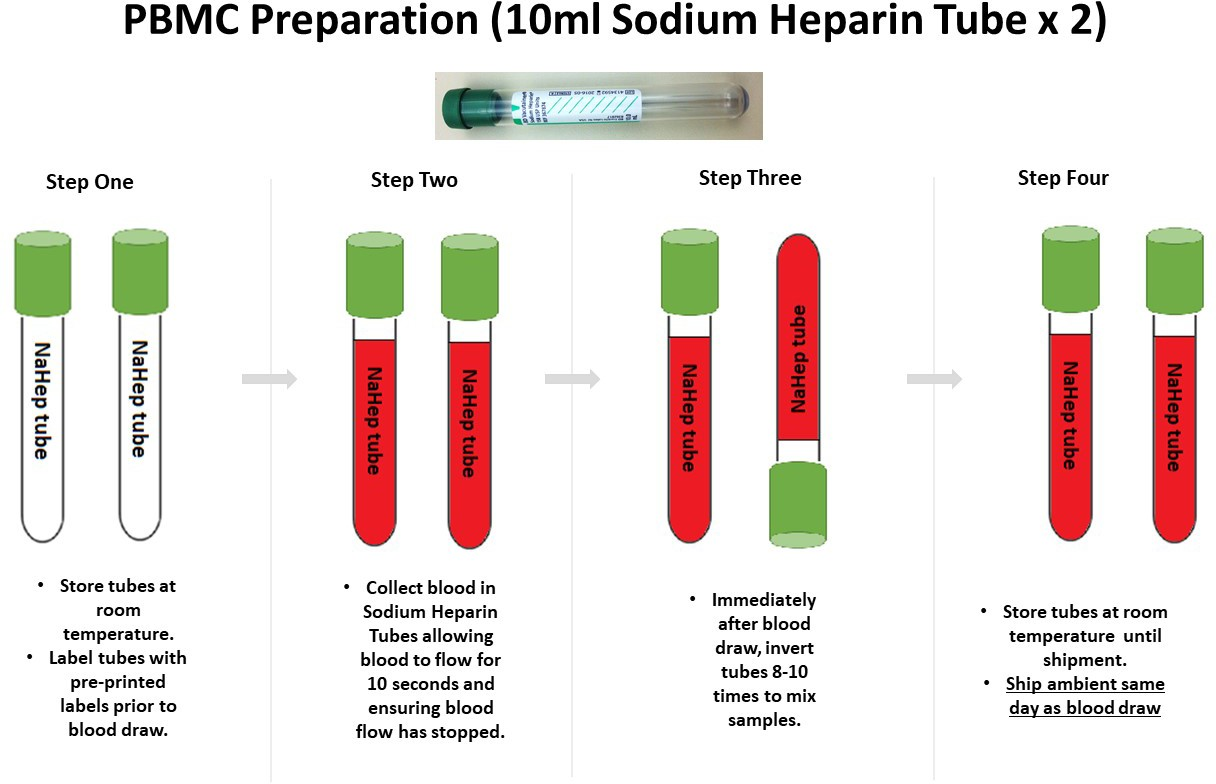 PBMC Preparation (10ml Sodium Heparin Tube x 2)
Step One
NaHep tube
NaHep tube
• Store tubes at
room
temperature.
• Label tubes with
pre-printed
labels prior to
blood draw.
Step Two
NaHep tube
NaHep tube
• Collect blood in
Sodium Heparin
Tubes allowing
blood to flow for
10 seconds and
ensuring blood
flow has stopped.
Step Three
NaHep tube
NaHep tube
• Immediately
after blood
draw, invert
tubes 8-10
times to mix
samples.
Step Four
NaHep tube
NaHep tube
• Store tubes at room
temperature until
shipment.
• Ship ambient same
day as blood draw